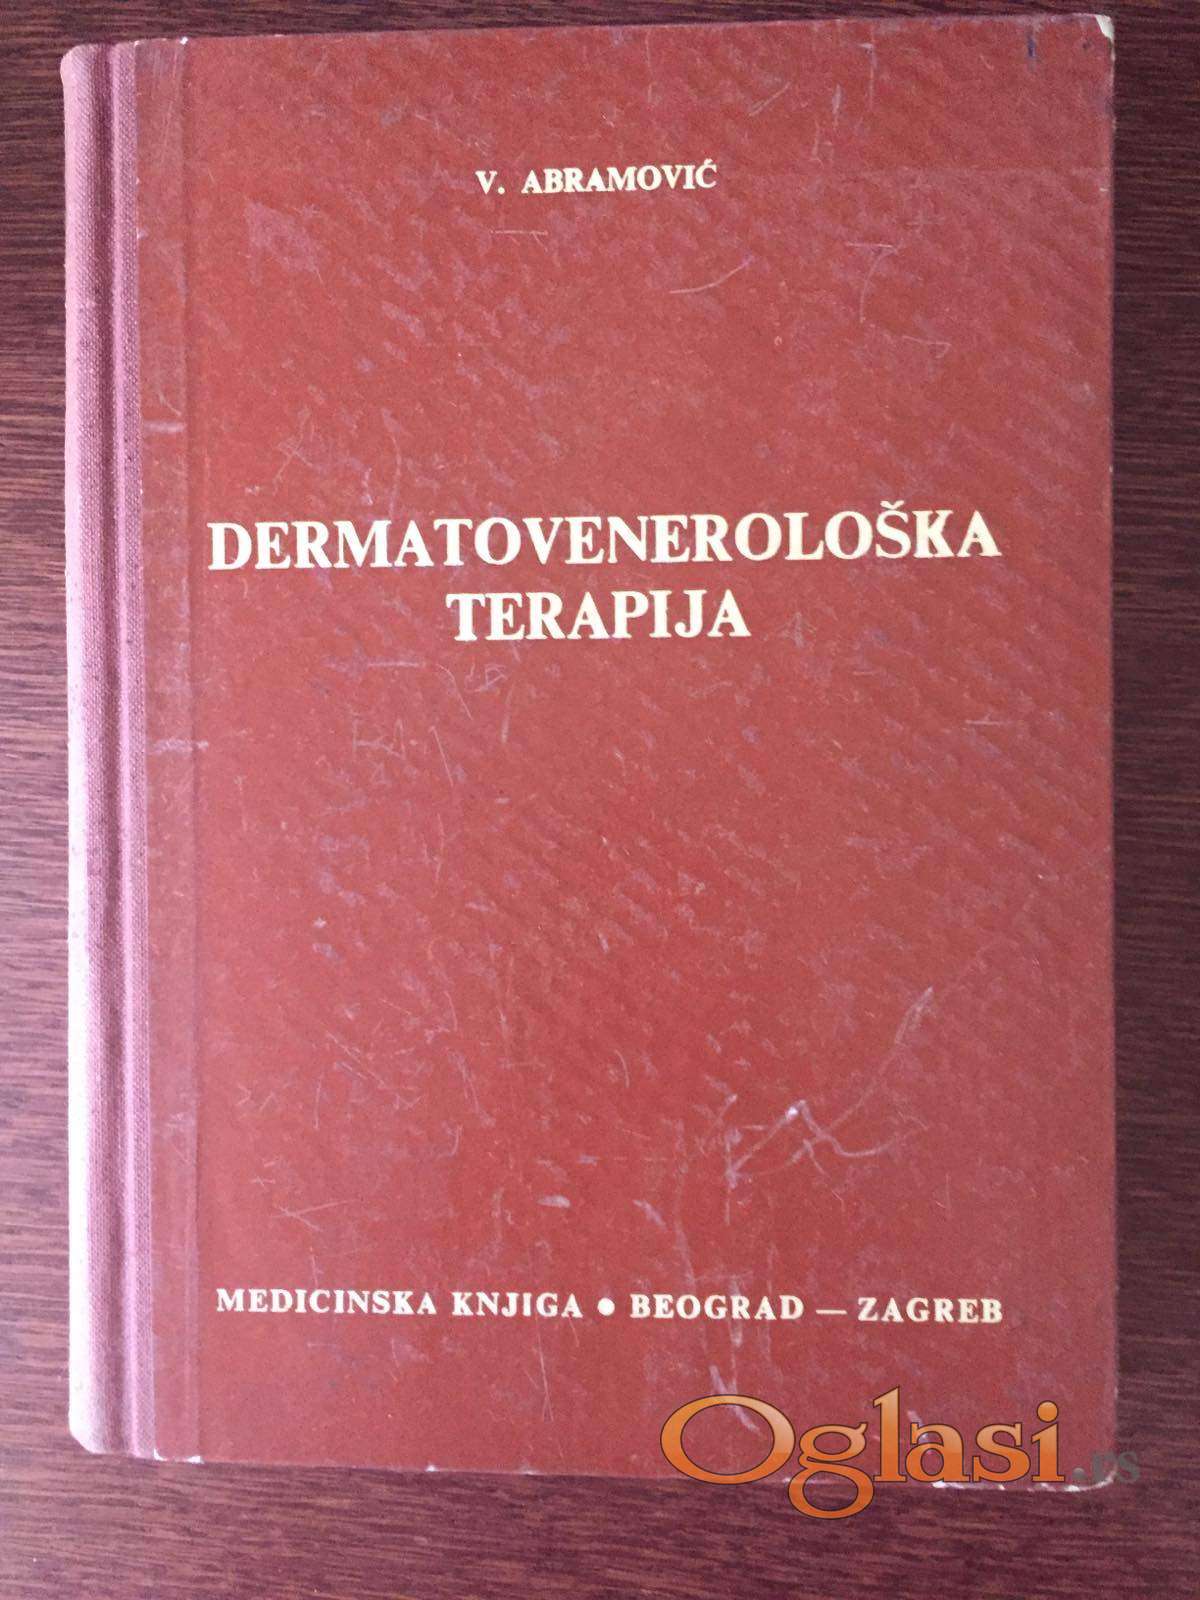 V. ABRAMOVIĆ
DERMATOVENEROLOŠKA
TERAPIJA
MEDICINSKA KNJIGA • BEOGRAD — ZAGREB
Oglasi.rs